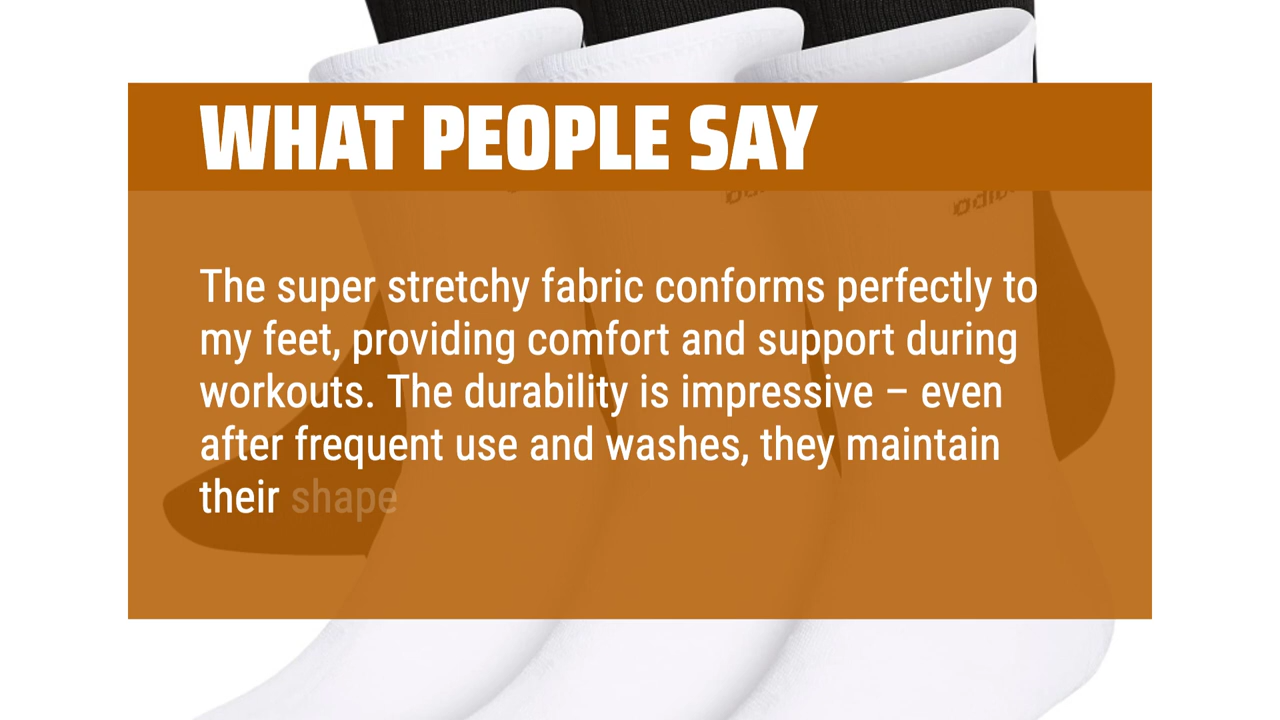 WHAT PEOPLE SAY
The super stretchy fabric conforms perfectly to
my feet, providing comfort and support during
workouts. The durability is impressive – even
after frequent use and washes, they maintain
their shape